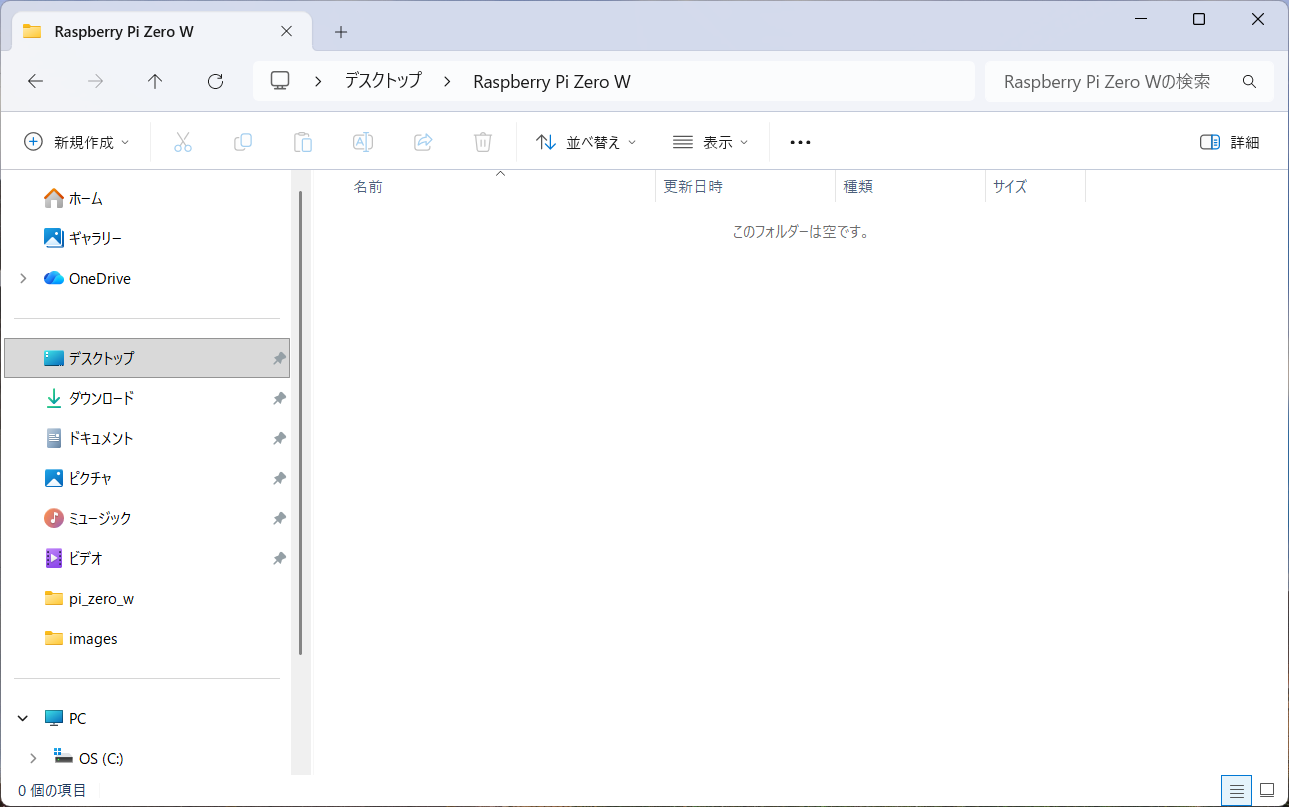 Raspberry Pi Zero W
デスクトップ
Raspberry Pi Zero W
Raspberry Pi Zero Wの検索
新規作成
並べ替え
表示
詳細
ホーム
ギャラリー
OneDrive
デスクトップ
ダウンロード
ドキュメント
ピクチャ
ミュージック
ビデオ
pi_zero_w
images
PC
OS (C:)
名前
更新日時
種類
サイズ
このフォルダーは空です。
0 個の項目